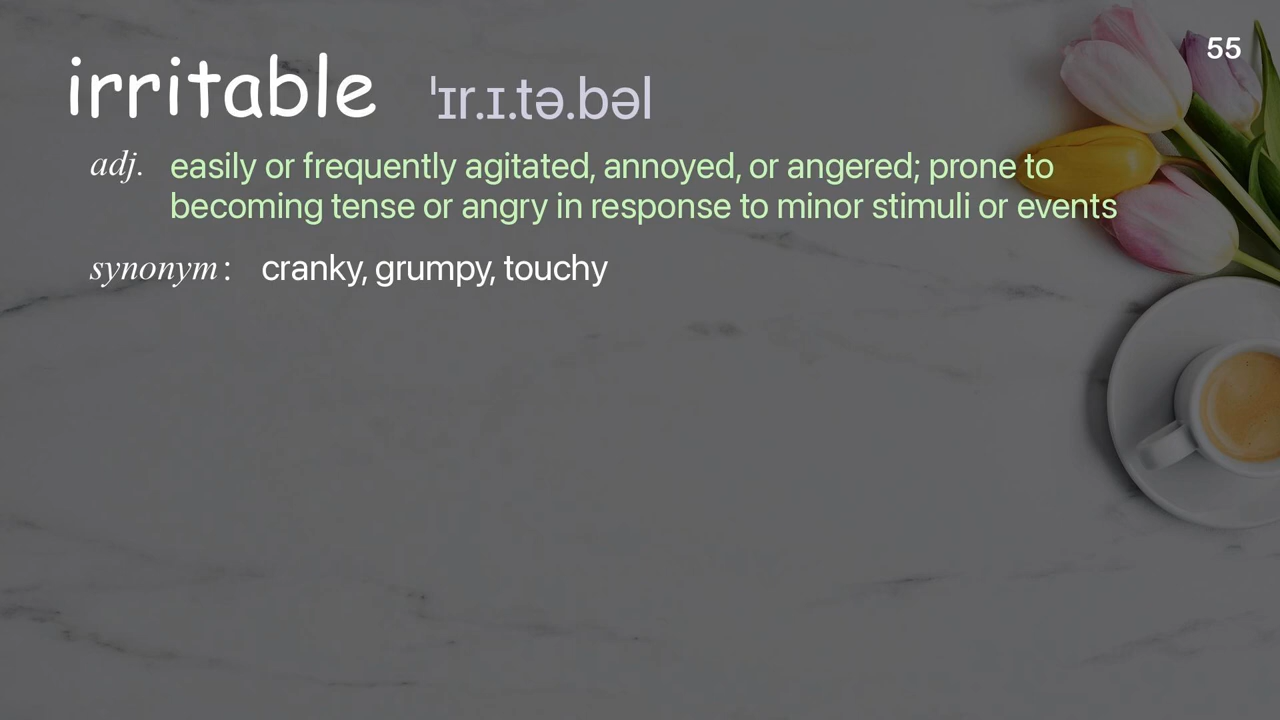 55
irritable ˈɪr.ɪ.tə.bəl
adj. easily or frequently agitated, annoyed, or angered; prone to
becoming tense or angry in response to minor stimuli or events
synonym : cranky, grumpy, touchy